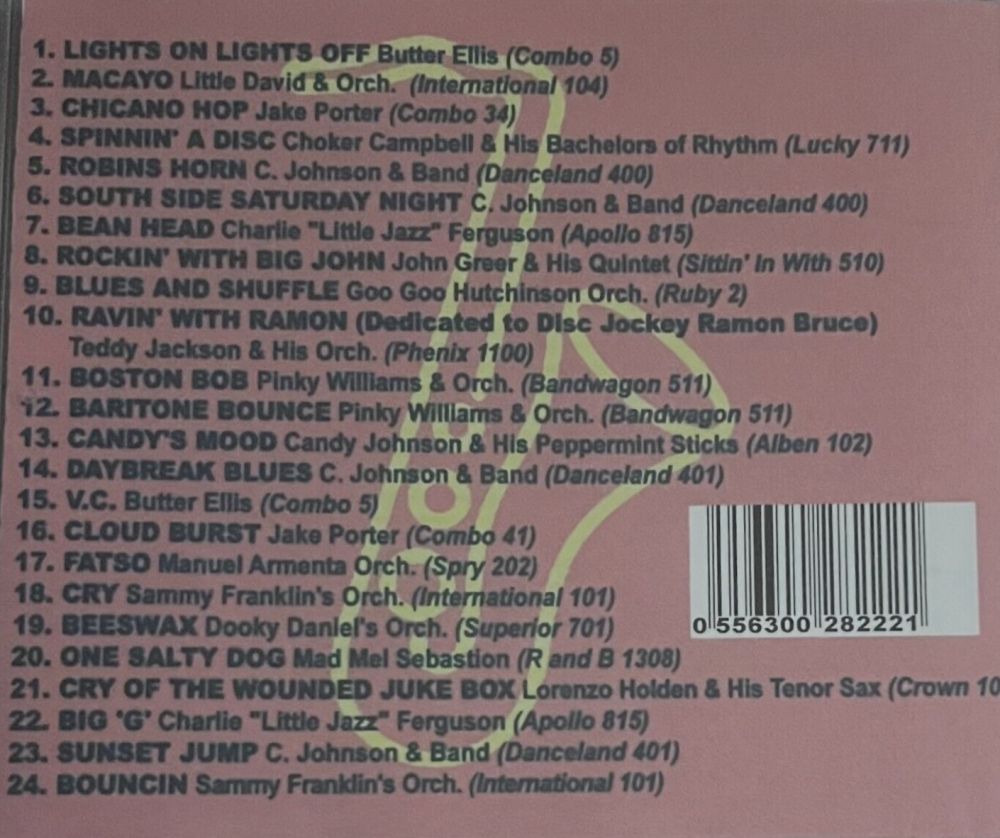 1. LIGHTS ON LIGHTS OFF Butter Ellis (Combo 5)
2. MACAYO Little David & Orch. (International 104)
3. CHICANO HOP Jake Porter (Combo 34)
4. SPINNIN' A DISC Choker Campbell & His Bachelors of Rhythm (Lucky 711)
5. ROBINS HORN C. Johnson & Band (Danceland 400)
6. SOUTH SIDE SATURDAY NIGHT C. Johnson & Band (Danceland 400)
7. BEAN HEAD Charlie "Little Jazz" Ferguson (Apollo 815)
8. ROCKIN' WITH BIG JOHN John Greer & His Quintet (Sittin' In With 510)
9. BLUES AND SHUFFLE Goo Goo Hutchinson Orch. (Ruby 2)
10. RAVIN' WITH RAMON (Dedicated to Disc Jockey Ramon Bruce)
Teddy Jackson & His Orch. (Phenix 1100)
11. BOSTON BOB Pinky Williams & Orch. (Bandwagon 511)
12. BARITONE BOUNCE Pinky Williams & Orch. (Bandwagon 511)
13. CANDY'S MOOD Candy Johnson & His Peppermint Sticks (Alben 102)
14. DAYBREAK BLUES C. Johnson & Band (Danceland 401)
15. V.C. Butter Ellis (Combo 5)
16. CLOUD BURST Jake Porter (Combo 41)
17. FATSO Manuel Armenta Orch. (Spry 202)
18. CRY Sammy Franklin's Orch. (International 101)
19. BEESWAX Dooky Daniel's Orch. (Superior 701)
20. ONE SALTY DOG Mad Mel Sebastion (R and B 1308)
21. CRY OF THE WOUNDED JUKE BOX Lorenzo Holden & His Tenor Sax (Crown 10
22. BIG 'G' Charlie "Little Jazz" Ferguson (Apollo 815)
23. SUNSET JUMP C. Johnson & Band (Danceland 401)
24. BOUNCIN Sammy Franklin's Orch. (International 101)
0 556300 282221